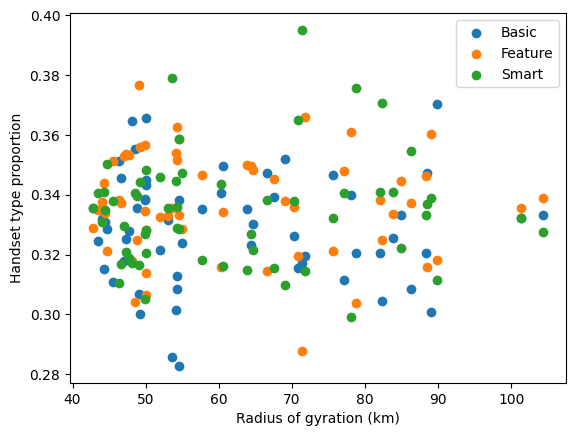 0.40
0.38
0.36
0.34
0.32
0.30
0.28
Handset type proportion
40 50 60 70 80 90 100
Radius of gyration (km)
Basic
Feature
Smart